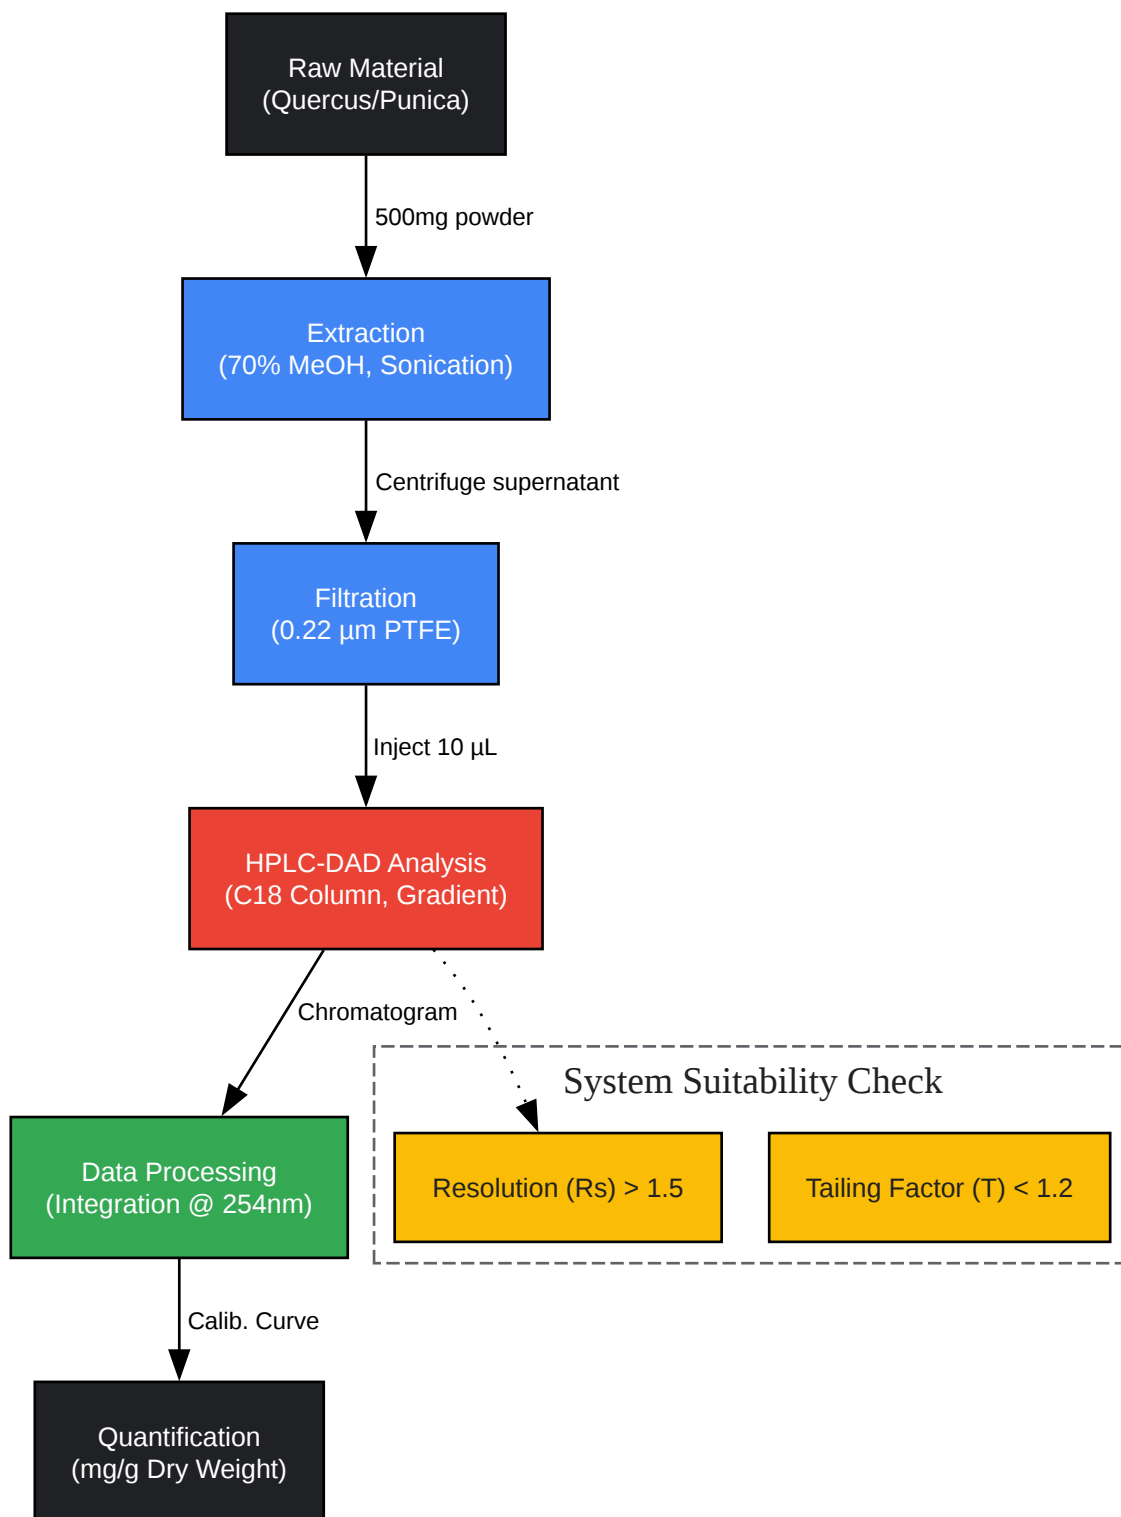 Raw Material
(Quercus/Punica)
500mg powder
Extraction
(70% MeOH, Sonication)
Centrifuge supernatant
Filtration
(0.22 µm PTFE)
Inject 10 µL
HPLC-DAD Analysis
(C18 Column, Gradient)
Chromatogram
System Suitability Check
Data Processing
(Integration @ 254nm)
Resolution (Rs) > 1.5
Tailing Factor (T) < 1.2
Calib. Curve
Quantification
(mg/g Dry Weight)